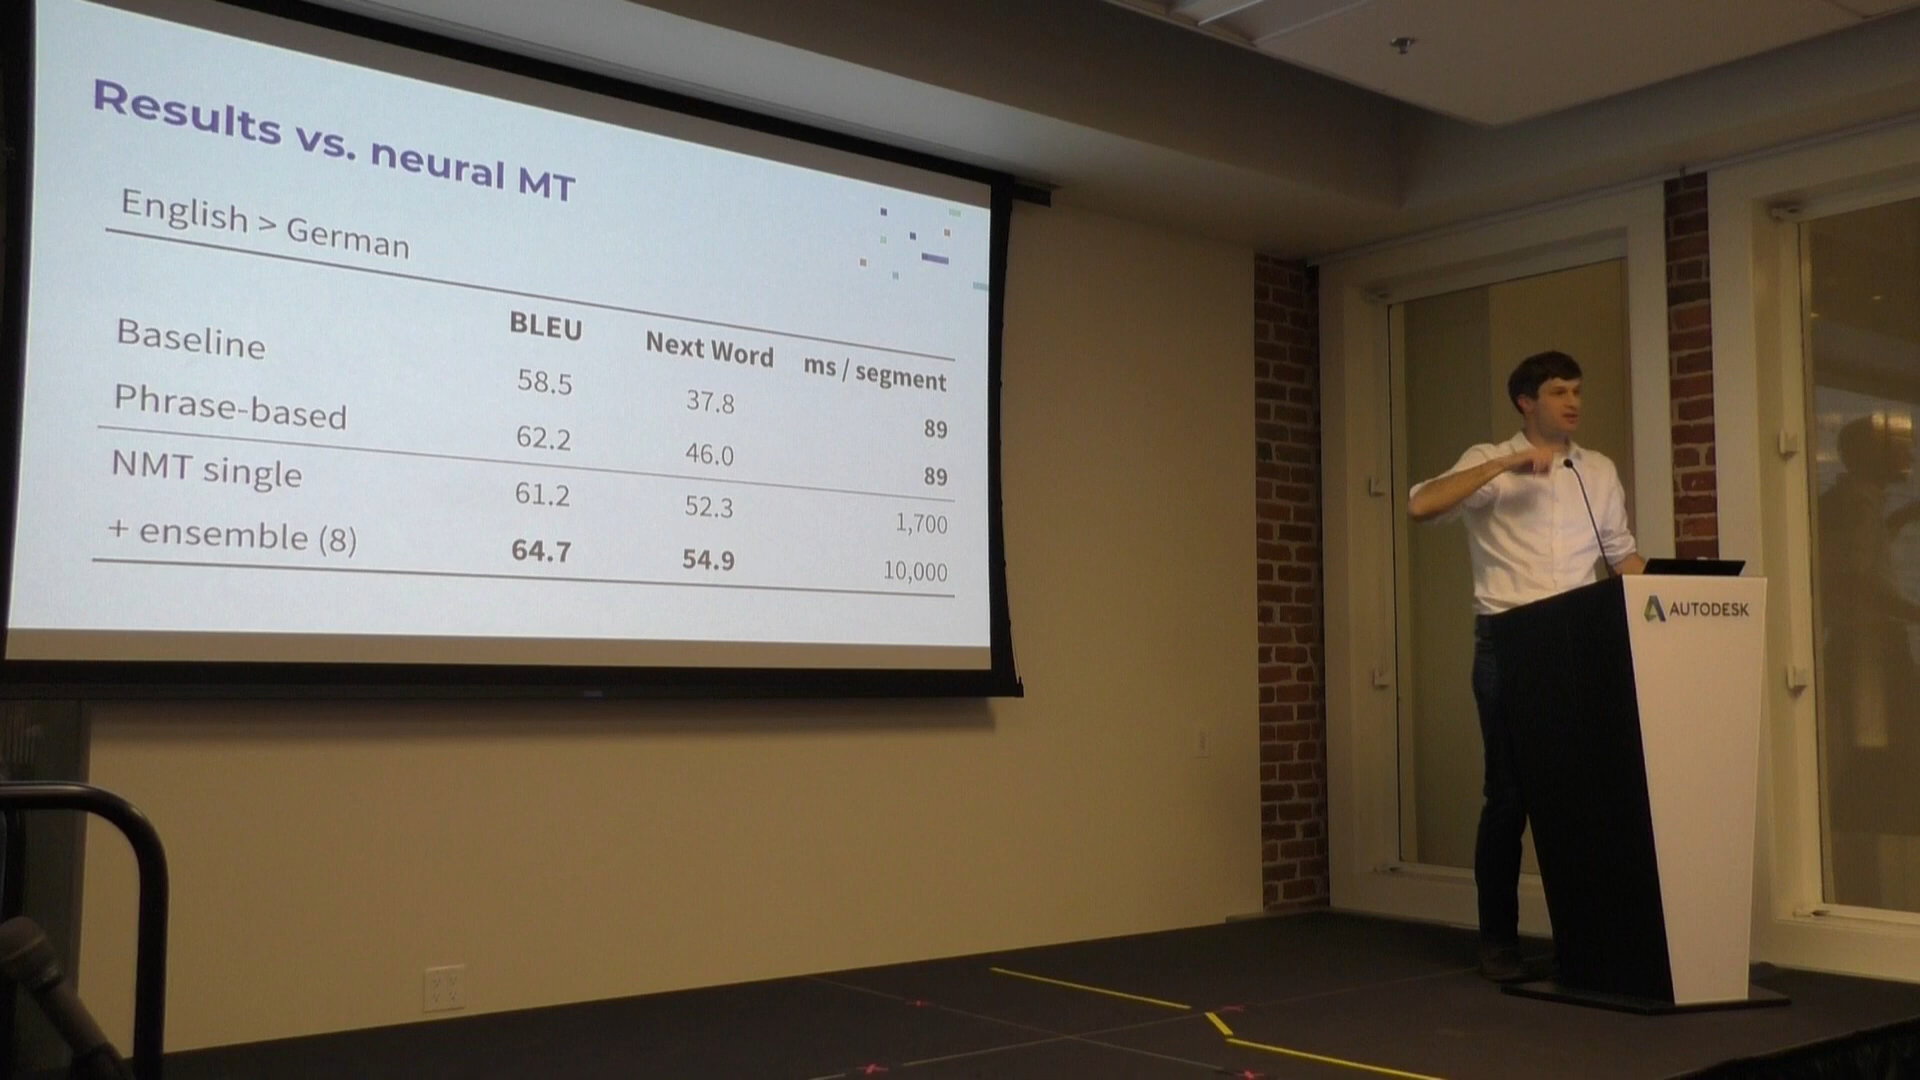 Results vs. neural MT
English > German
BLEU Next Word ms / segment
Baseline 58.5 37.8 89
Phrase-based 62.2 46.0 89
NMT single 61.2 52.3 1,700
+ ensemble (8) 64.7 54.9 10,000
AUTODESK